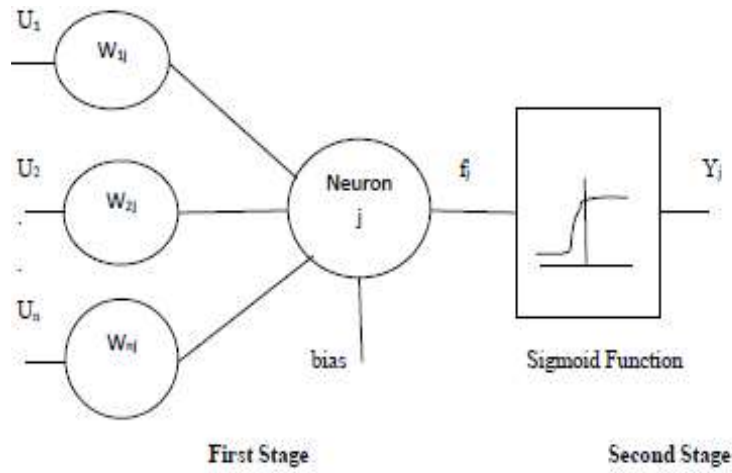 U₁
W₁ⱼ
U₂
W₂ⱼ
Neuron
j
fⱼ
Yⱼ
.
.
Uₙ
Wₙⱼ
bias
Sigmoid Function
First Stage
Second Stage